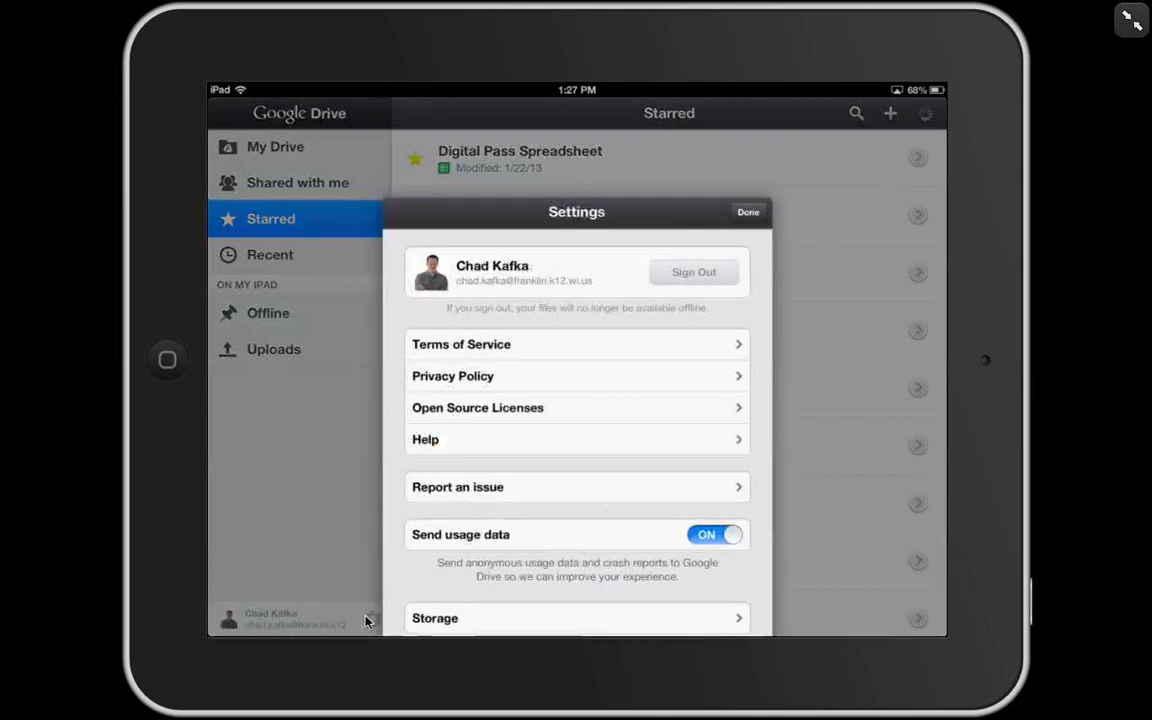 iPad
1:27 PM
68%
Google Drive
Starred
My Drive
Shared with me
Starred
Recent
ON MY IPAD
Offline
Uploads
Digital Pass Spreadsheet
Modified: 1/22/13
Settings
Done
Chad Kafka
chad.kafka@franklin.k12.wi.us
Sign Out
If you sign out, your files will no longer be available offline.
Terms of Service
Privacy Policy
Open Source Licenses
Help
Report an issue
Send usage data
ON
Send anonymous usage data and crash reports to Google
Drive so we can improve your experience.
Storage
Chad Kafka